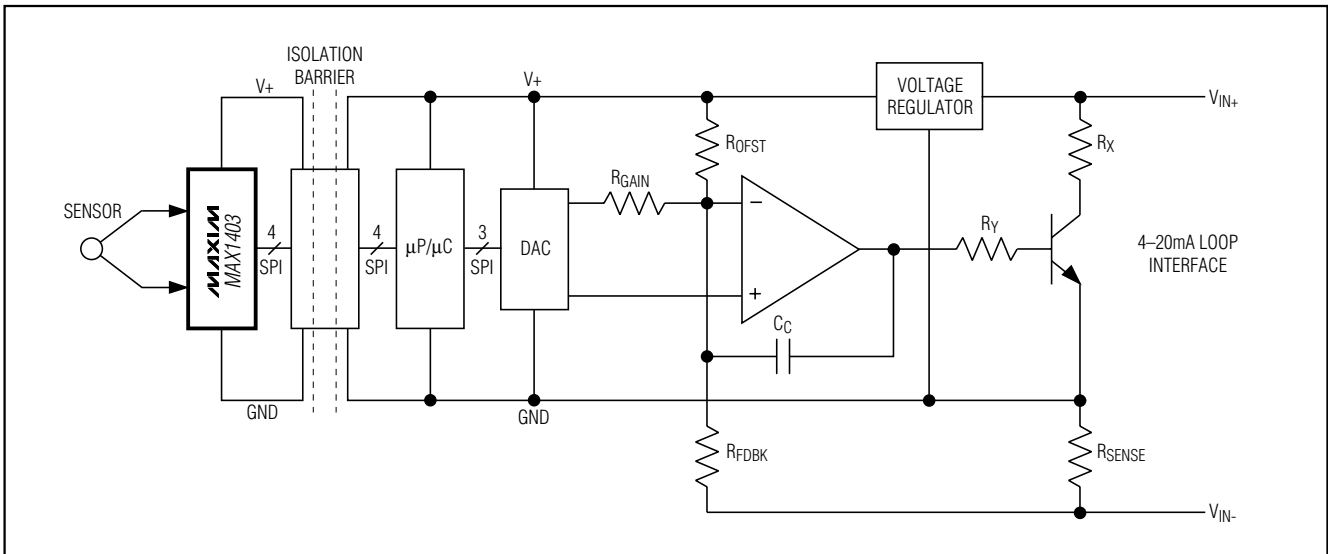 ISOLATION
BARRIER
V+
V+
VOLTAGE
REGULATOR
VIN+
ROFST
RX
RGAIN
SENSOR
MAXIM
MAX1403
4
SPI
4
SPI
µP/µC
3
SPI
DAC
−
+
RY
4–20mA LOOP
INTERFACE
CC
GND
GND
RFDBK
RSENSE
VIN-